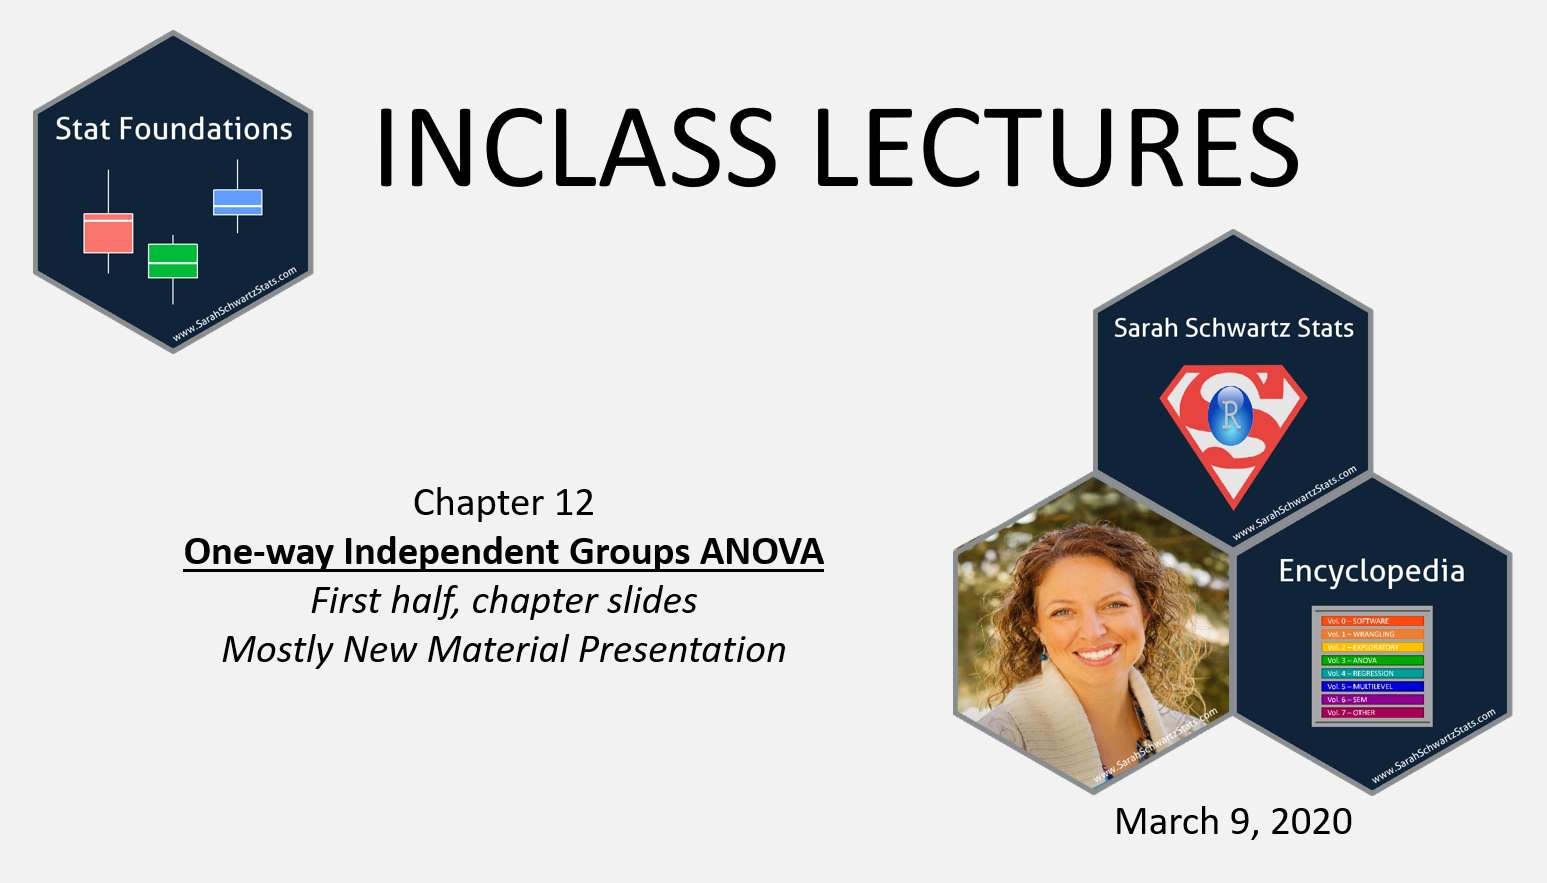 Stat Foundations
www.SarahSchwartzStats.com
INCLASS LECTURES
Chapter 12
One-way Independent Groups ANOVA
First half, chapter slides
Mostly New Material Presentation
Sarah Schwartz Stats
S
R
www.SarahSchwartzStats.com
www.SarahSchwartzStats.com
Encyclopedia
Vol. 0 – SOFTWARE
Vol. 1 – WRANGLING
Vol. 2 – EXPLORATORY
Vol. 3 – ANOVA
Vol. 4 – REGRESSION
Vol. 5 – MULTILEVEL
Vol. 6 – SEM
Vol. 7 – OTHER
www.SarahSchwartzStats.com
March 9, 2020